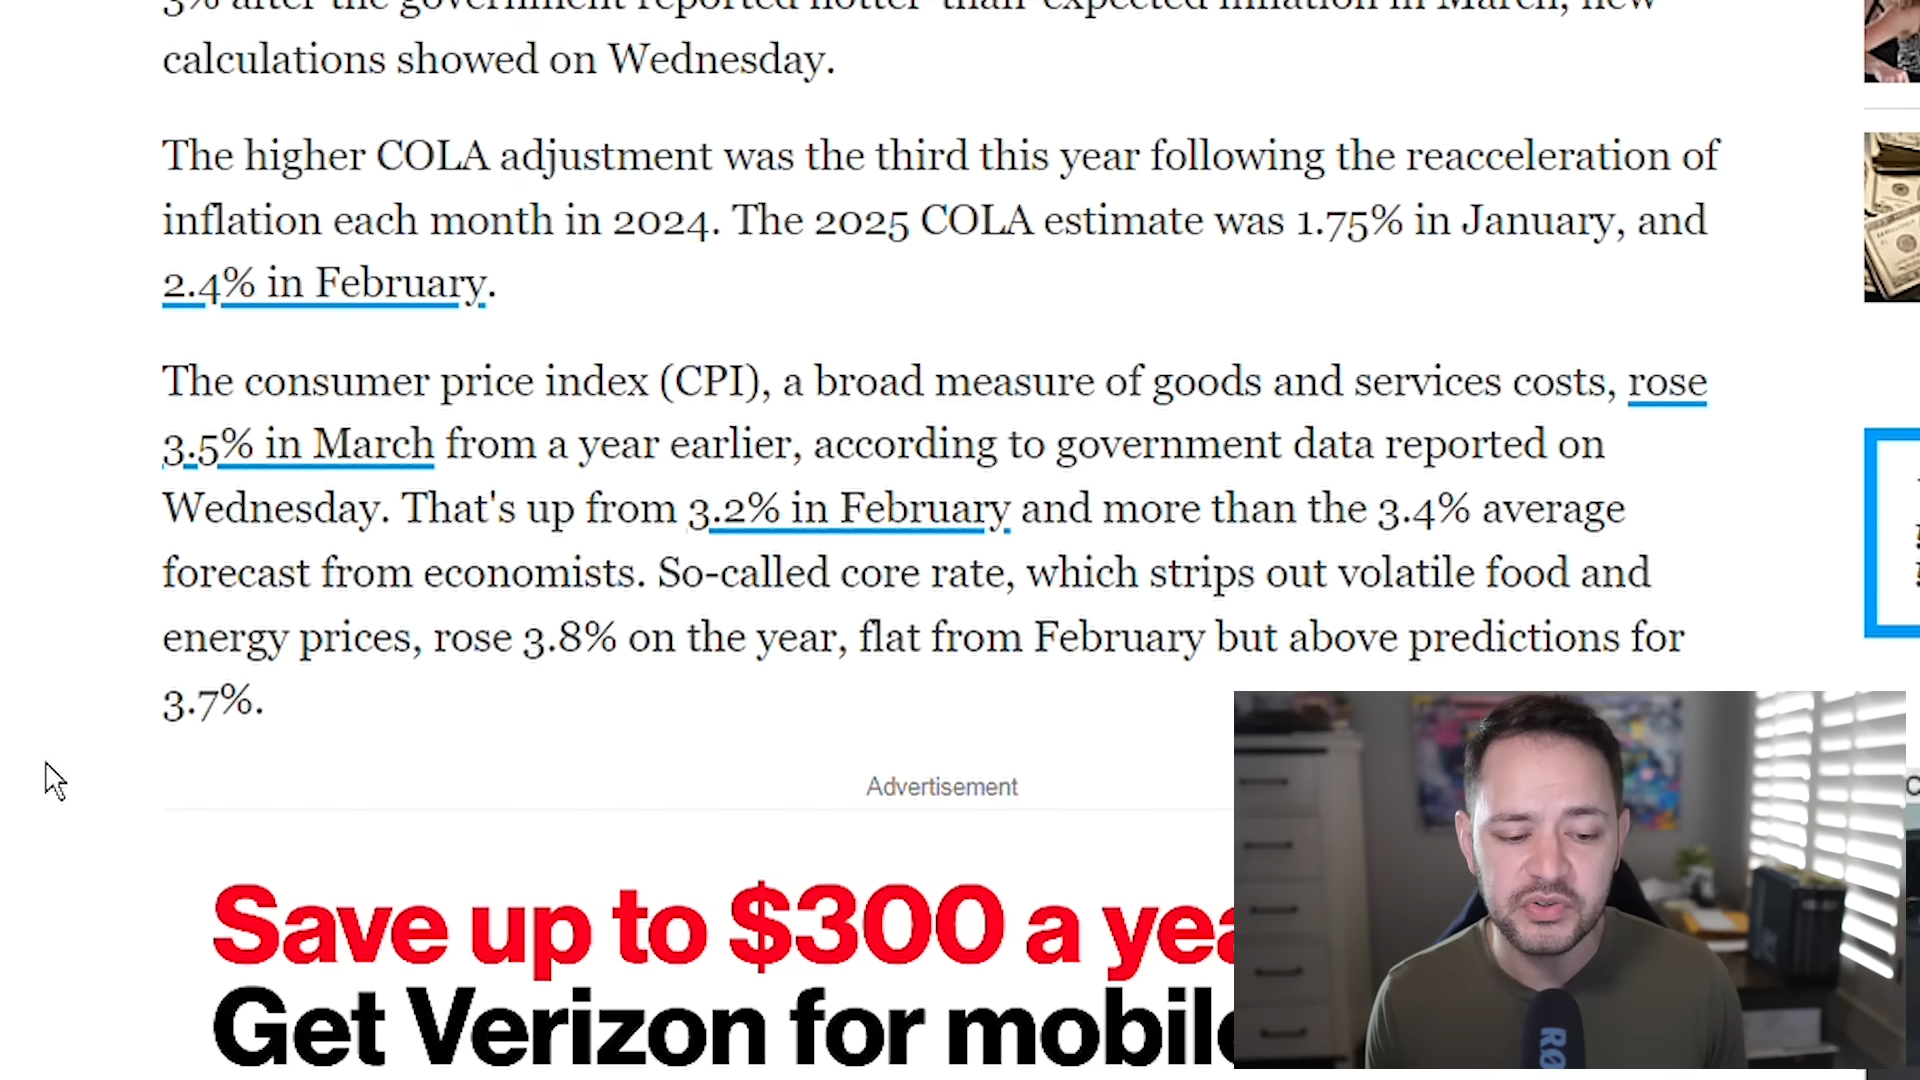 3% after the government reported hotter-than-expected inflation in March, new
calculations showed on Wednesday.
The higher COLA adjustment was the third this year following the reacceleration of
inflation each month in 2024. The 2025 COLA estimate was 1.75% in January, and
2.4% in February.
The consumer price index (CPI), a broad measure of goods and services costs, rose
3.5% in March from a year earlier, according to government data reported on
Wednesday. That's up from 3.2% in February and more than the 3.4% average
forecast from economists. So-called core rate, which strips out volatile food and
energy prices, rose 3.8% on the year, flat from February but above predictions for
3.7%.
Advertisement
Save up to $300 a yea
Get Verizon for mobile
RØ